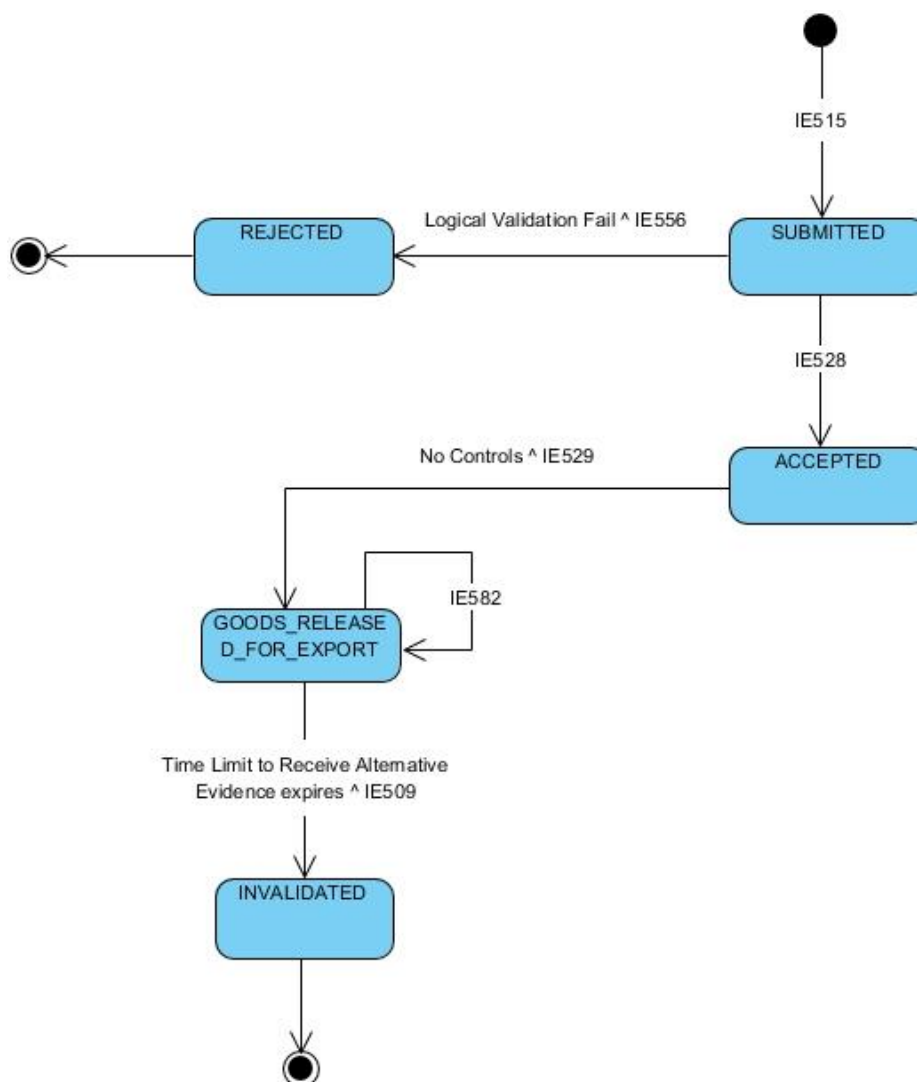 IE515
Logical Validation Fail ^ IE556
REJECTED
SUBMITTED
IE528
No Controls ^ IE529
ACCEPTED
IE582
GOODS_RELEASE
D_FOR_EXPORT
Time Limit to Receive Alternative
Evidence expires ^ IE509
INVALIDATED